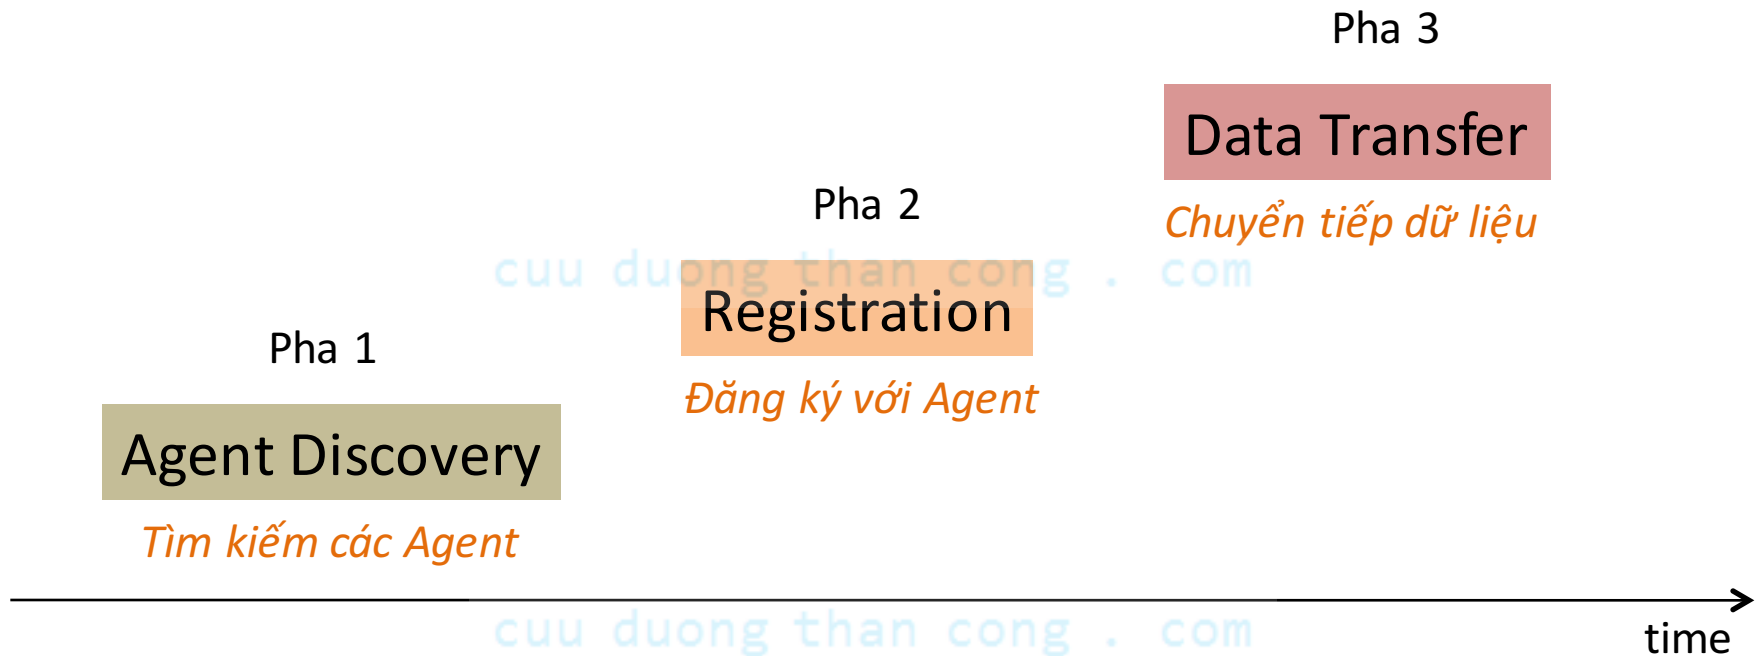 Pha 3
Data Transfer
Chuyển tiếp dữ liệu
Pha 2
cuu duong than cong . com
Registration
Đăng ký với Agent
Pha 1
Agent Discovery
Tìm kiếm các Agent
cuu duong than cong . com
time